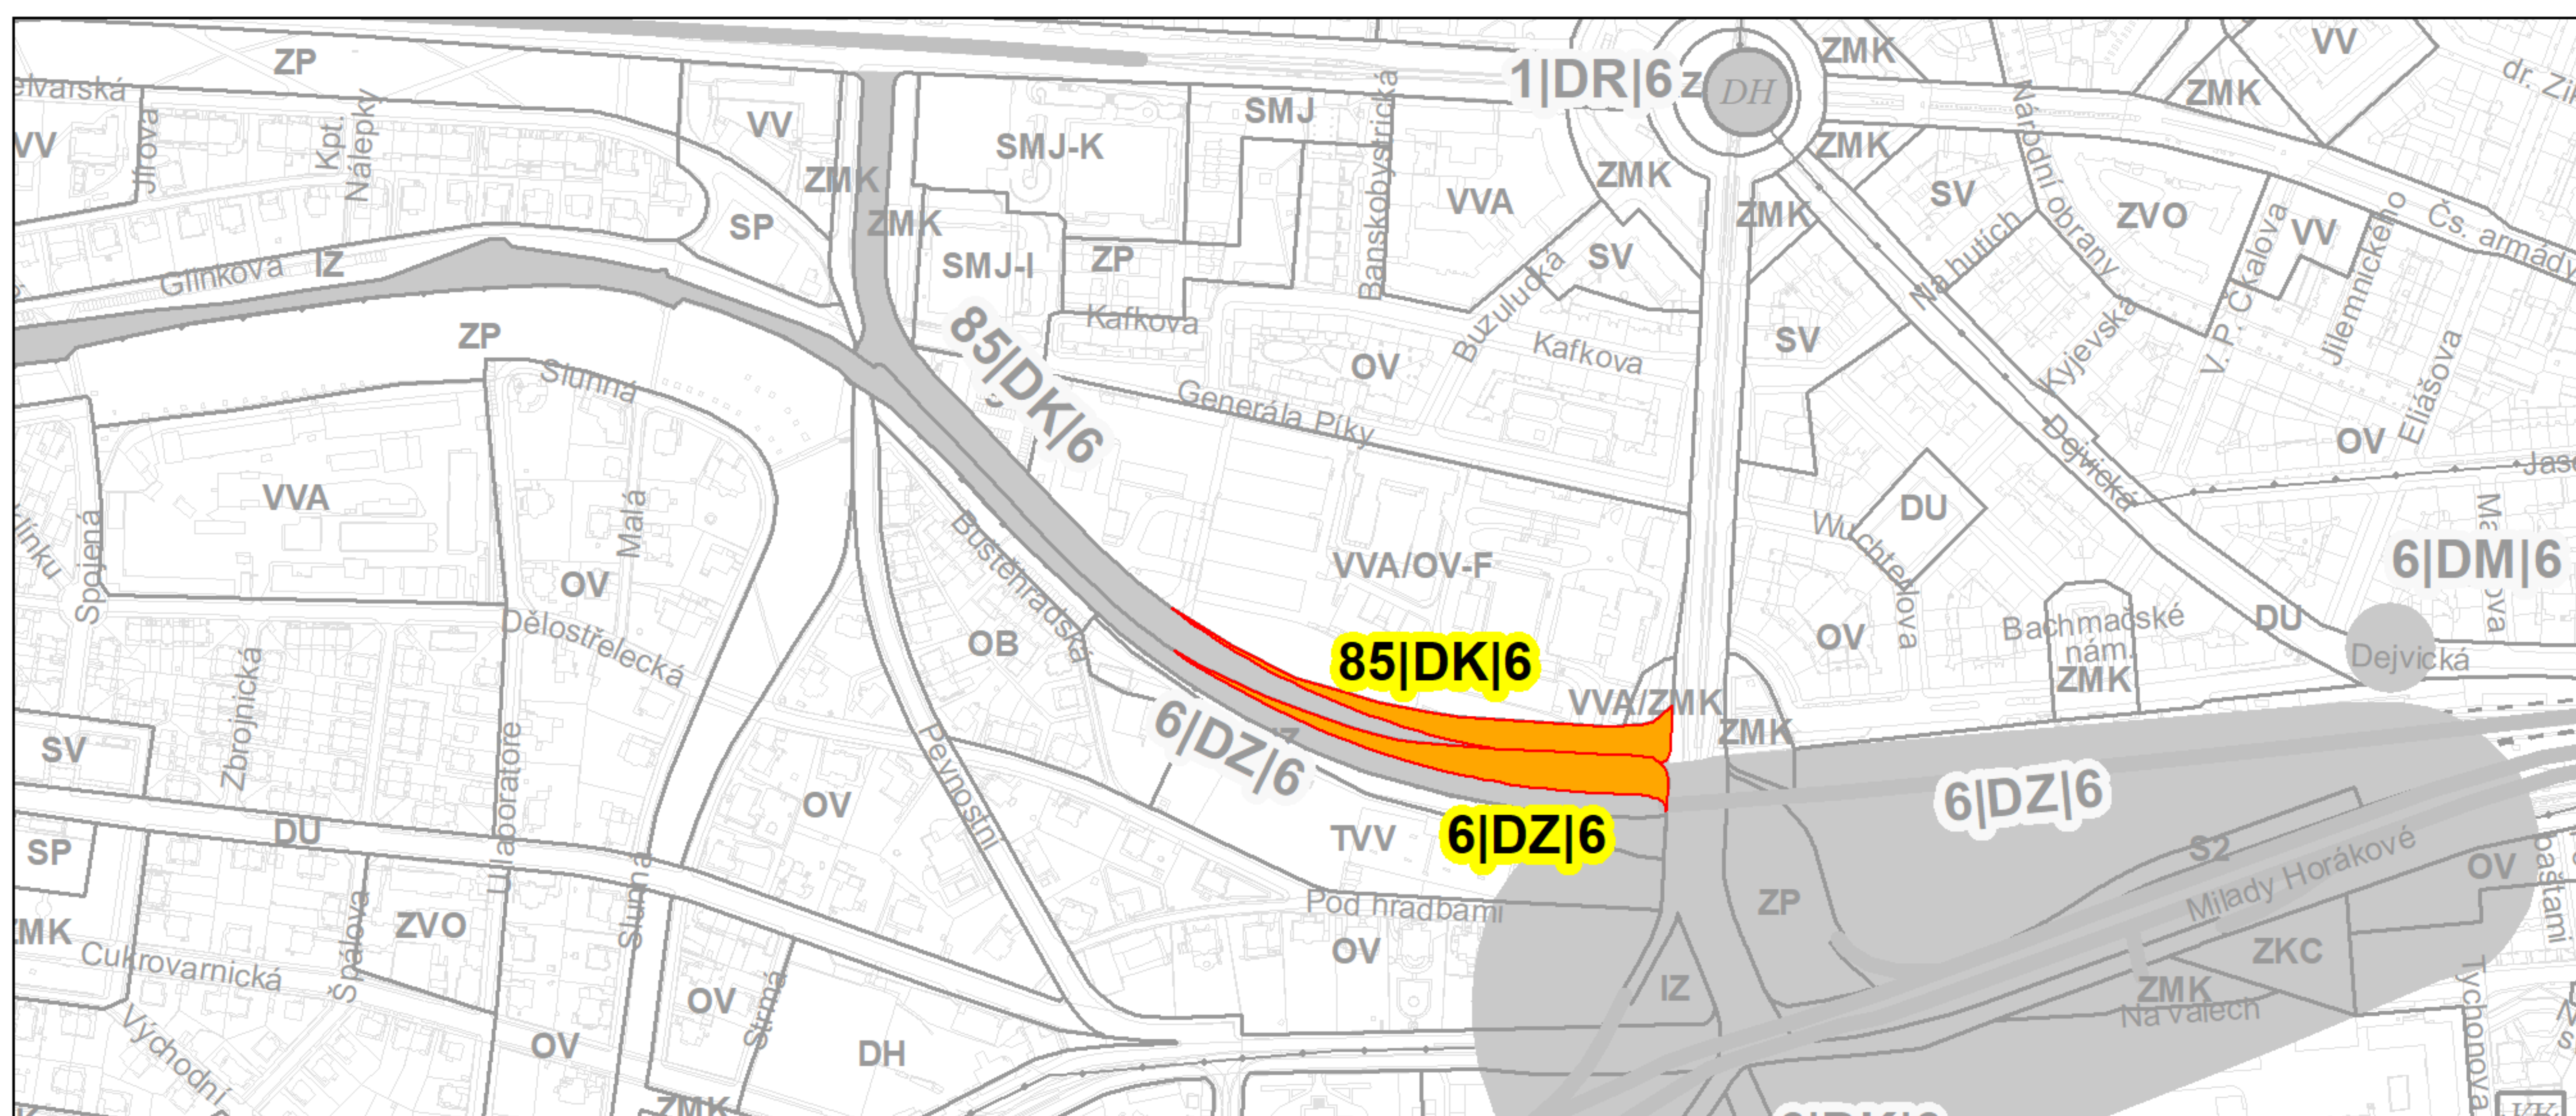 ZP
VV
ZMK
VV
elvarská
1|DR|6
Z
DH
ZMK
dr. Zik
Jírova
Kpt.
Nálepky
VV
SMJ-K
SMJ
Banskobystrická
Národní obrany
VV
ZMK
ZMK
ZMK
VVA
ZMK
SV
ZVO
V. P. Čkalova
VV
Jilemnického
Čs. armády
SP
ZMK
ZMK
Na hutích
Glinkova
IZ
SMJ-I
ZP
Buzulucká
SV
ZP
Kafkova
Kafkova
SV
Kyjevská
Eliášova
Slunná
85|DK|6
OV
Generála Píky
Dejvická
OV
VVA
Malá
Wuchterlova
DU
Spojená
Buštěhradská
VVA/OV-F
6|DM|6
OV
Dělostřelecká
OB
85|DK|6
OV
Bachmačské
nám.
ZMK
DU
Dejvická
Zbrojnická
VVA/ZMK
ZMK
SV
U laboratoře
Pevnostní
6|DZ|6
6|DZ|6
OV
DU
SP
Slunná
TVV
6|DZ|6
S2
Milady Horákové
OV
Špálova
ZVO
Pod hradbami
ZP
Cukrovarnická
OV
ZKC
OV
Strmá
IZ
ZMK
Na valech
Tychonova
Východní
OV
DH
ZMK